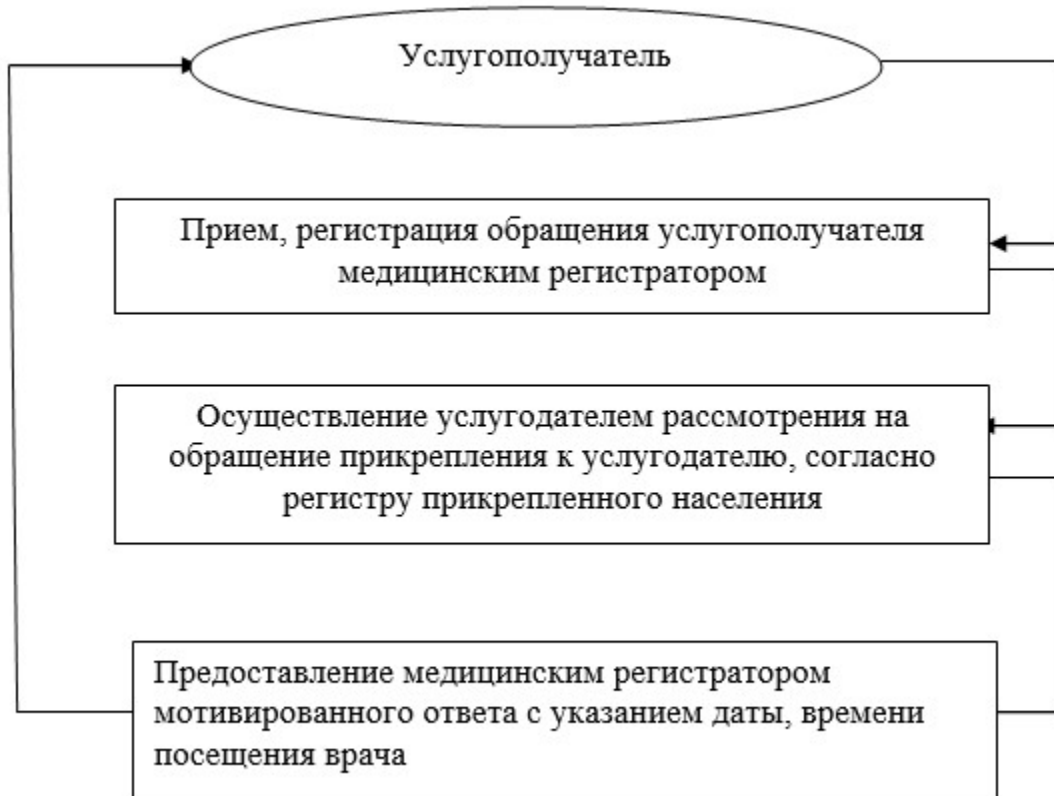 Услугополучатель
Прием, регистрация обращения услугополучателя
медицинским регистратором
Осуществление услугодателем рассмотрения на
обращение прикрепления к услугодателю, согласно
регистру прикрепленного населения
Предоставление медицинским регистратором
мотивированного ответа с указанием даты, времени
посещения врача